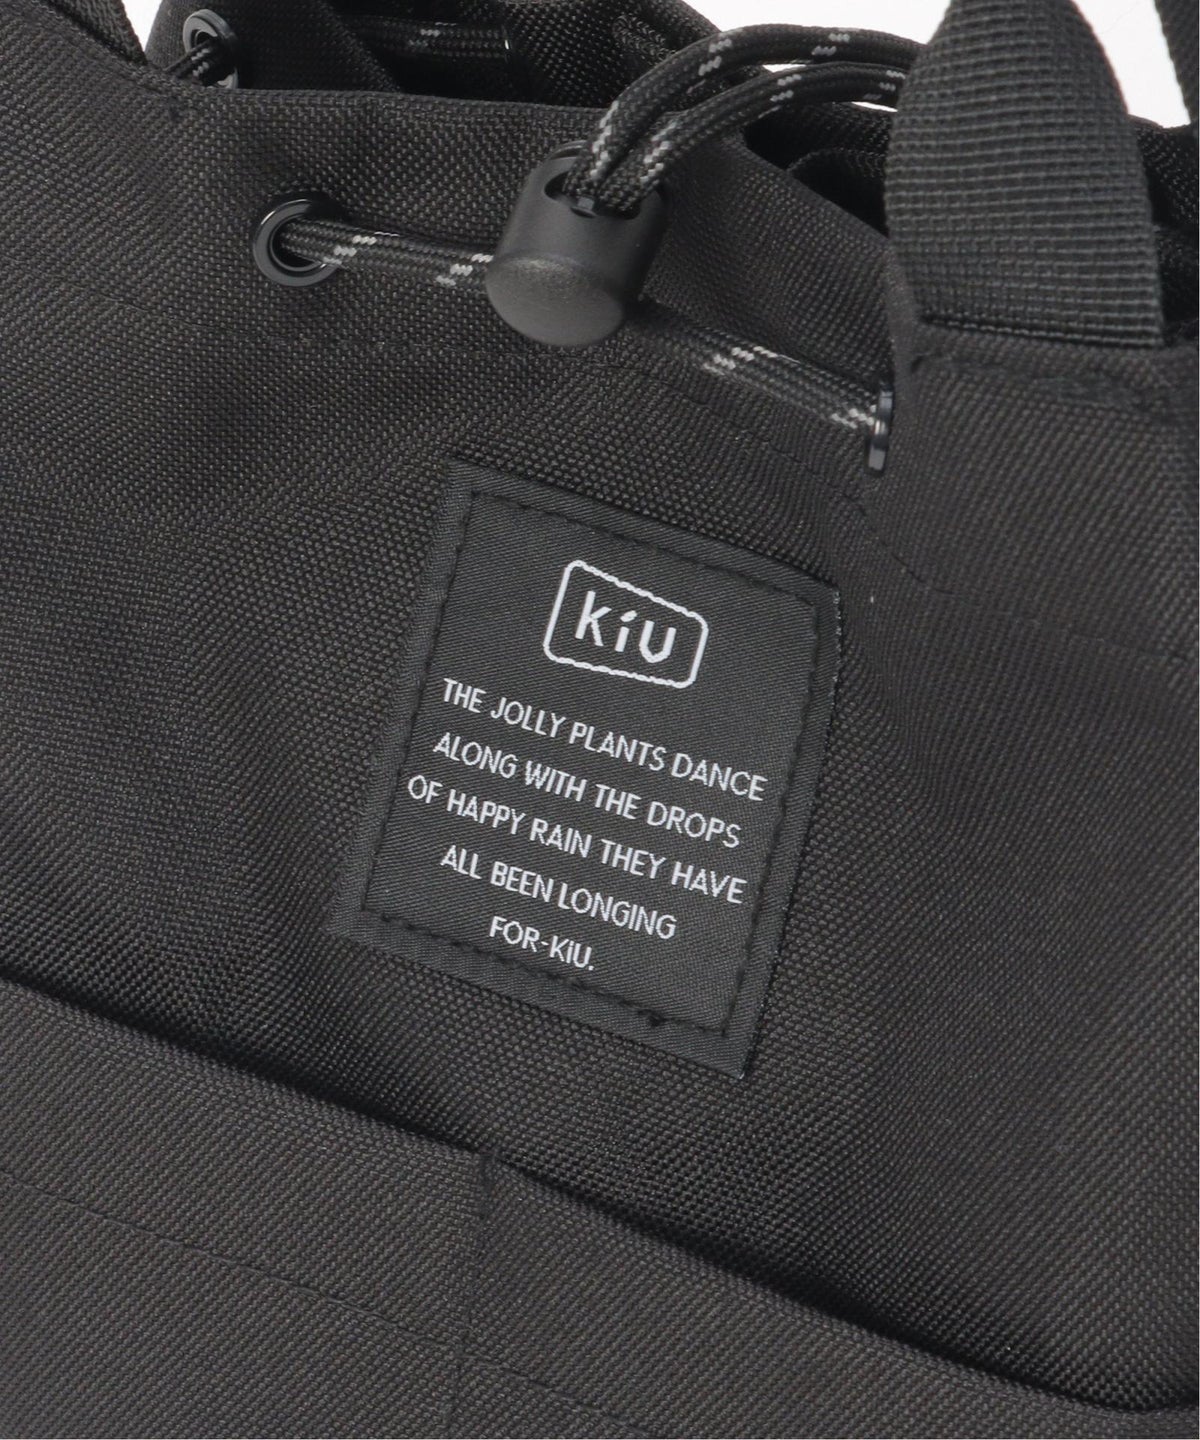 KiU
THE JOLLY PLANTS DANCE
ALONG WITH THE DROPS
OF HAPPY RAIN THEY HAVE
ALL BEEN LONGING
FOR-KiU.